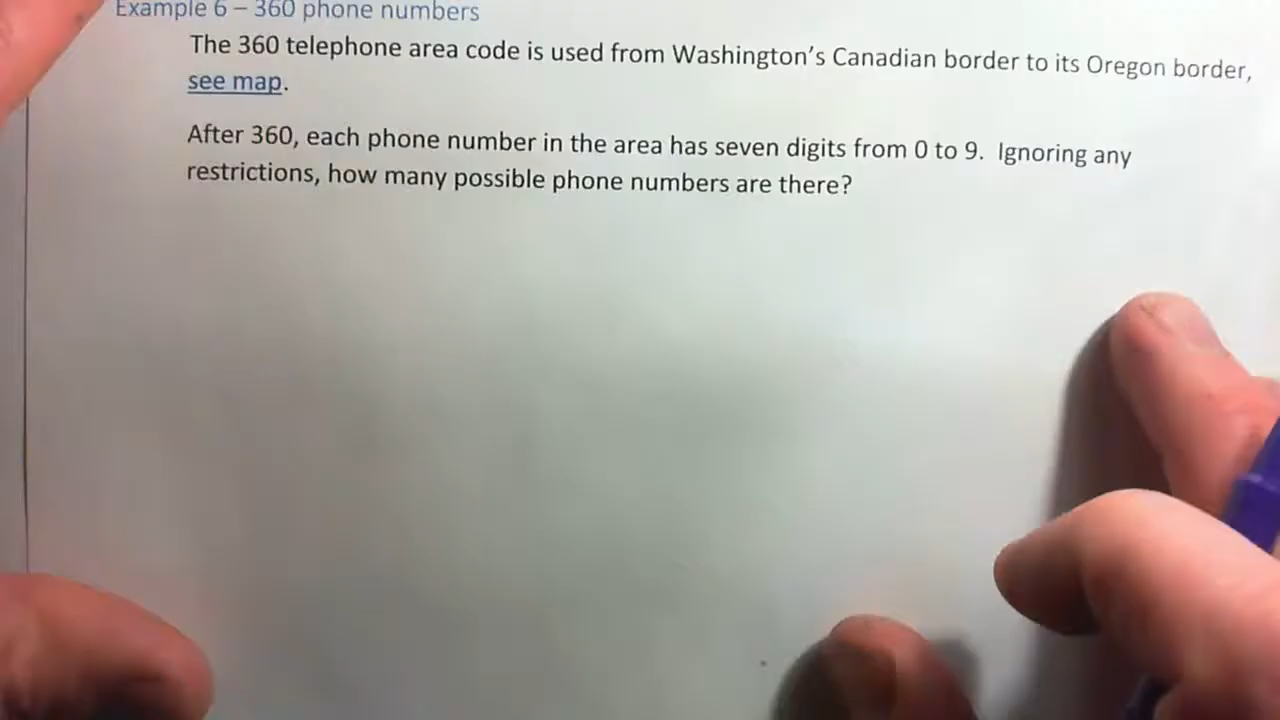 Example 6 – 360 phone numbers
The 360 telephone area code is used from Washington’s Canadian border to its Oregon border,
see map.
After 360, each phone number in the area has seven digits from 0 to 9. Ignoring any
restrictions, how many possible phone numbers are there?